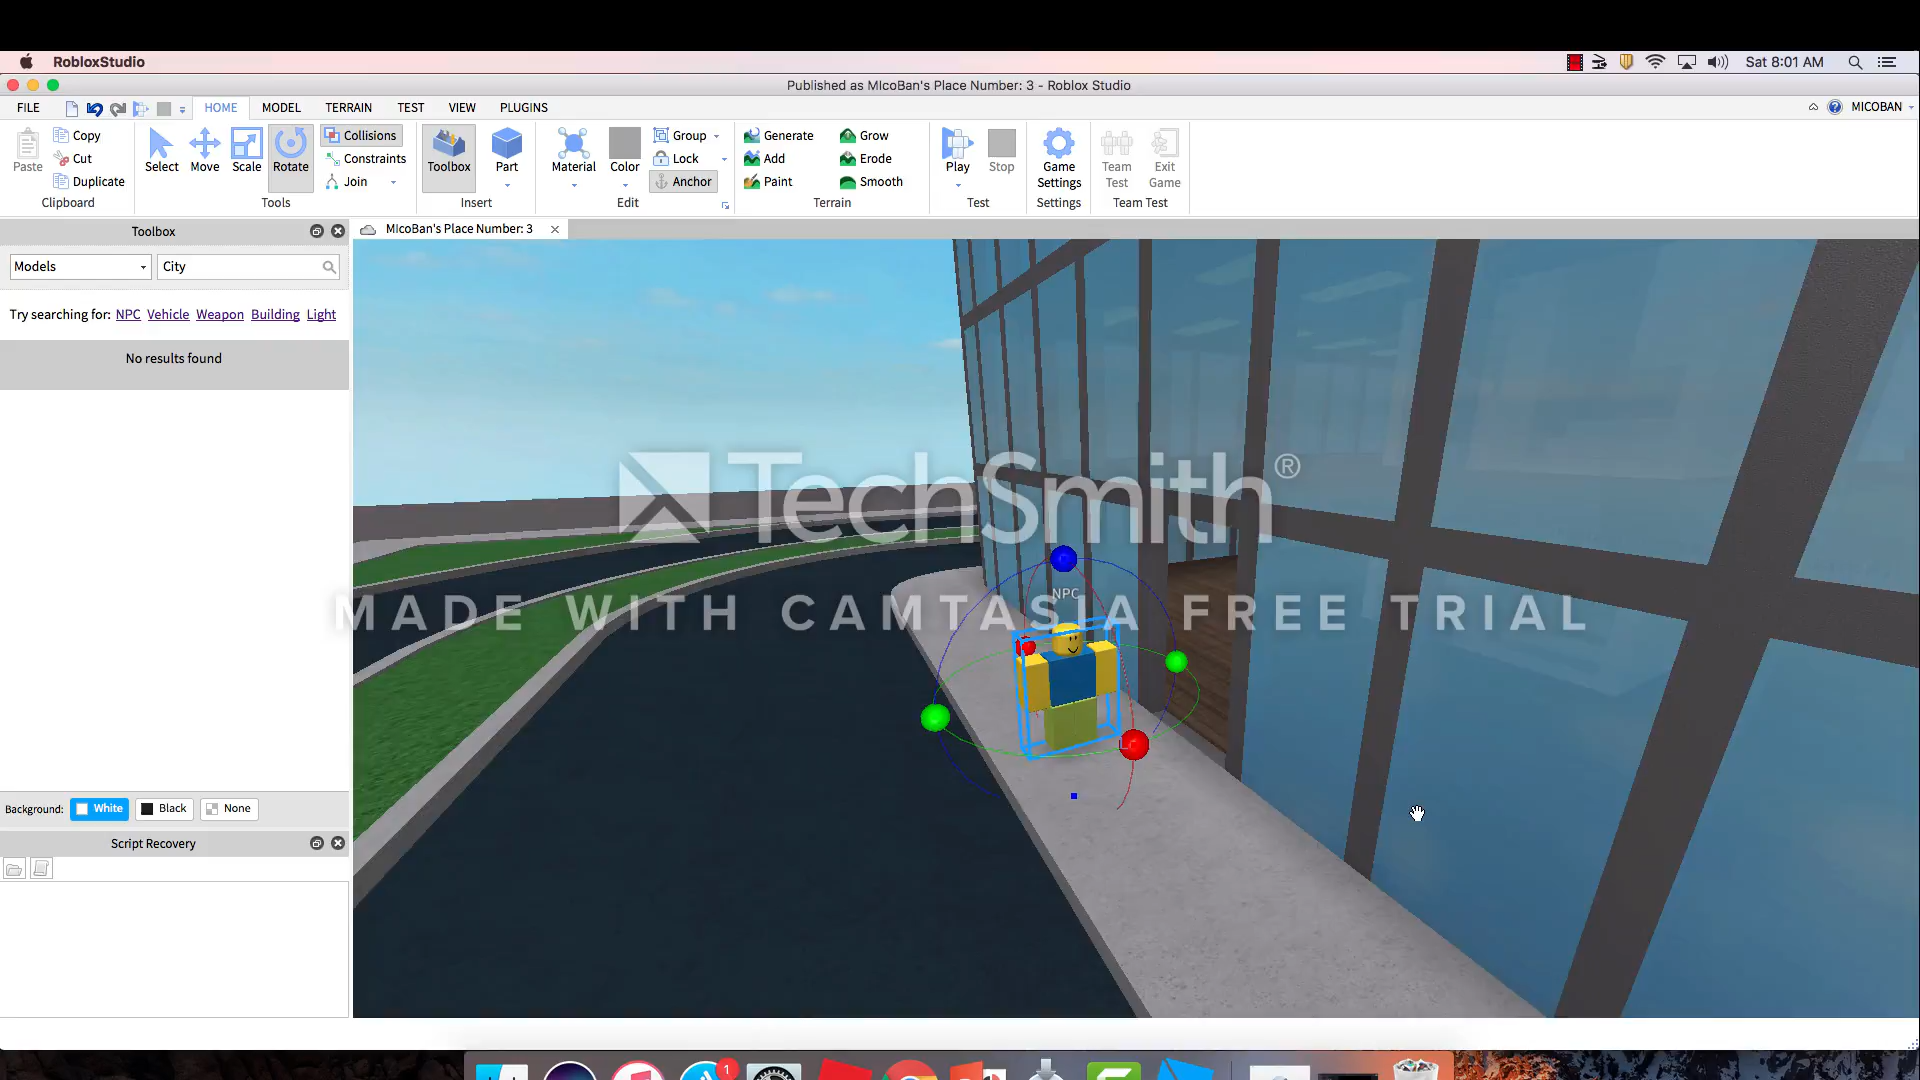 RobloxStudio
Sat 8:01 AM
Published as MIcoBan's Place Number: 3 - Roblox Studio
FILE HOME MODEL TERRAIN TEST VIEW PLUGINS MICOBAN
Paste Copy Cut Duplicate
Clipboard
Select Move Scale Rotate Collisions Constraints Join
Tools
Toolbox Part
Insert
Material Color Group Lock Anchor
Edit
Generate Grow
Add Erode
Paint Smooth
Terrain
Play Stop
Test
Game Settings
Settings
Team Test Exit Game
Team Test
Toolbox
MIcoBan's Place Number: 3
Models City
Try searching for: NPC Vehicle Weapon Building Light
No results found
TechSmith®
NPC
MADE WITH CAMTASIA FREE TRIAL
Background: White Black None
Script Recovery
1